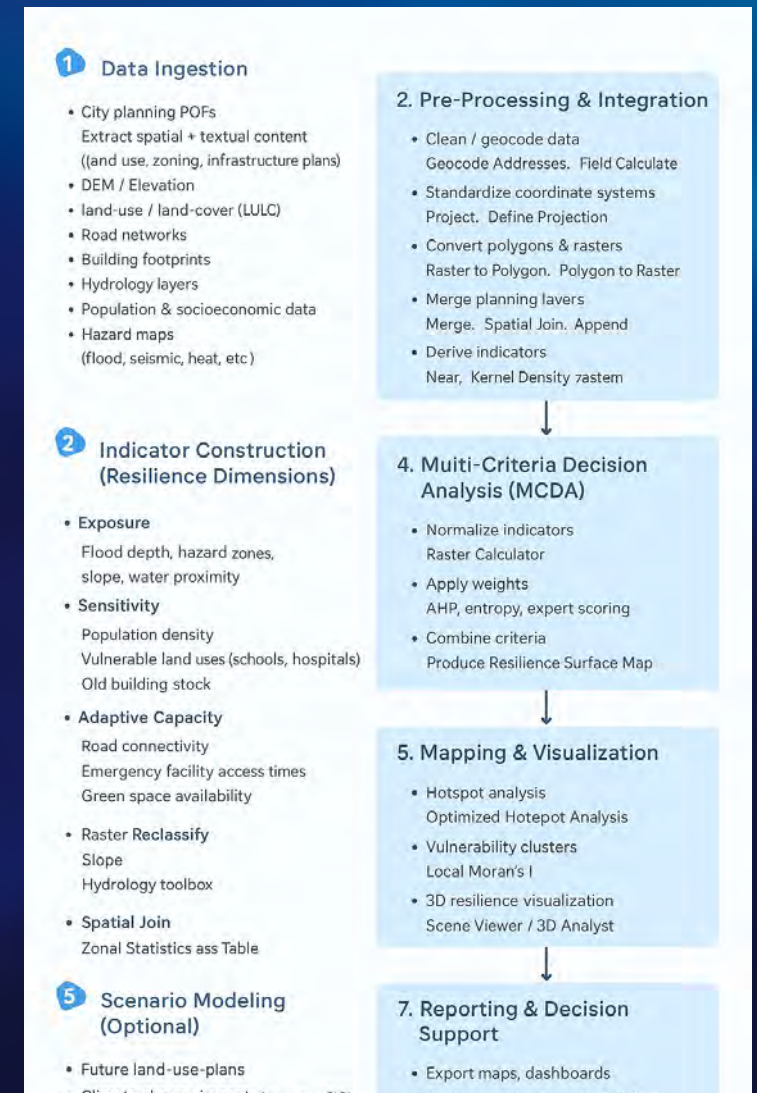 1 Data Ingestion
• City planning POFs
Extract spatial + textual content
((and use, zoning, infrastructure plans)
• DEM / Elevation
• land-use / land-cover (LULC)
• Road networks
• Building footprints
• Hydrology layers
• Population & socioeconomic data
• Hazard maps
(flood, seismic, heat, etc)
2. Pre-Processing & Integration
• Clean / geocode data
Geocode Addresses. Field Calculate
• Standardize coordinate systems
Project. Define Projection
• Convert polygons & rasters
Raster to Polygon. Polygon to Raster
• Merge planning lavers
Merge. Spatial Join. Append
• Derive indicators
Near, Kernel Density 7astem
2 Indicator Construction
(Resilience Dimensions)
• Exposure
Flood depth, hazard zones,
slope, water proximity
• Sensitivity
Population density
Vulnerable land uses (schools, hospitals)
Old building stock
• Adaptive Capacity
Road connectivity
Emergency facility access times
Green space availability
• Raster Reclassify
Slope
Hydrology toolbox
• Spatial Join
Zonal Statistics ass Table
4. Muiti-Criteria Decision
Analysis (MCDA)
• Normalize indicators
Raster Calculator
• Apply weights
AHP, entropy, expert scoring
• Combine criteria
Produce Resilience Surface Map
5. Mapping & Visualization
• Hotspot analysis
Optimized Hotepot Analysis
• Vulnerability clusters
Local Moran's I
• 3D resilience visualization
Scene Viewer / 3D Analyst
5 Scenario Modeling
(Optional)
• Future land-use-plans
7. Reporting & Decision
Support
• Export maps, dashboards